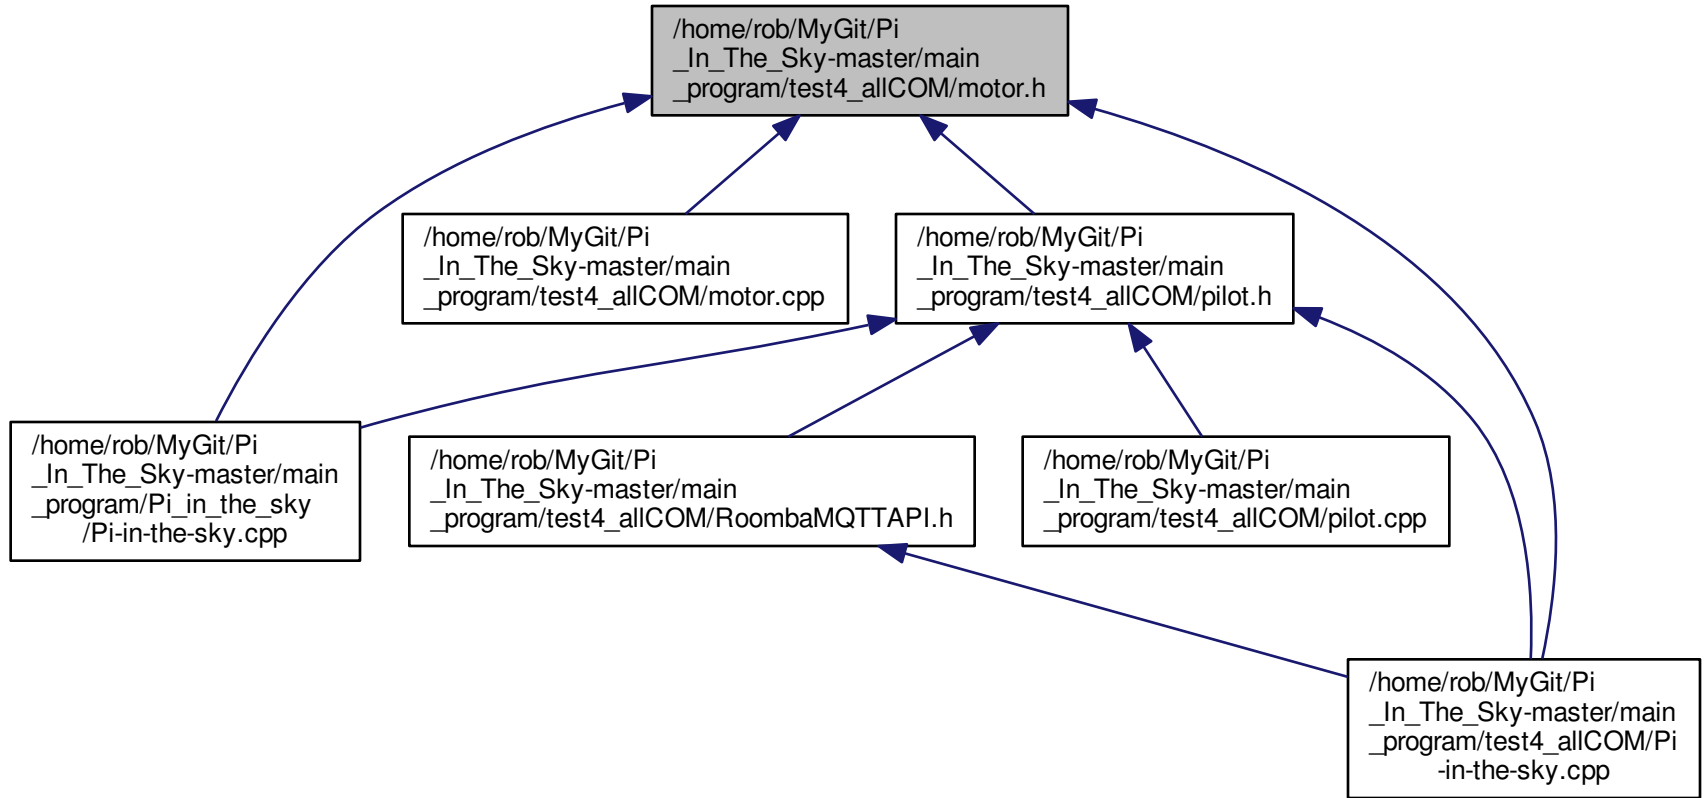 /home/rob/MyGit/Pi
_In_The_Sky-master/main
_program/test4_allCOM/motor.h
/home/rob/MyGit/Pi
_In_The_Sky-master/main
_program/test4_allCOM/motor.cpp
/home/rob/MyGit/Pi
_In_The_Sky-master/main
_program/test4_allCOM/pilot.h
/home/rob/MyGit/Pi
_In_The_Sky-master/main
_program/Pi_in_the_sky
/Pi-in-the-sky.cpp
/home/rob/MyGit/Pi
_In_The_Sky-master/main
_program/test4_allCOM/RoombaMQTTAPI.h
/home/rob/MyGit/Pi
_In_The_Sky-master/main
_program/test4_allCOM/pilot.cpp
/home/rob/MyGit/Pi
_In_The_Sky-master/main
_program/test4_allCOM/Pi
-in-the-sky.cpp